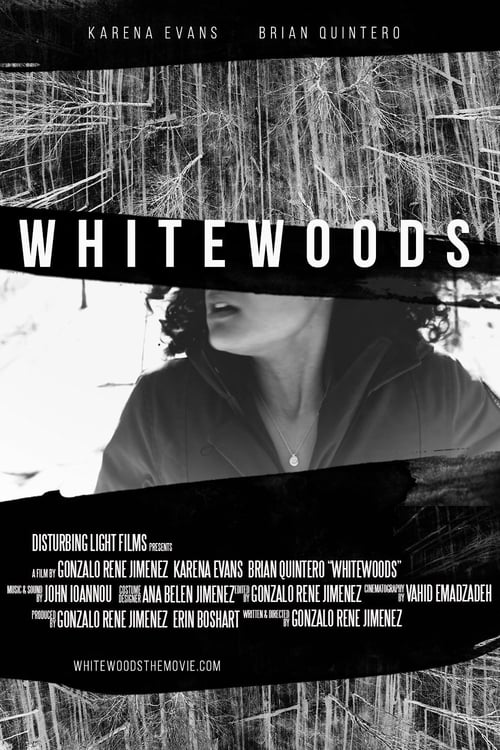 KARENA EVANS BRIAN QUINTERO
WHITEWOODS
DISTURBING LIGHT FILMS PRESENTS
A FILM BY GONZALO RENE JIMENEZ KARENA EVANS BRIAN QUINTERO "WHITEWOODS"
MUSIC & SOUND BY JOHN IOANNOU COSTUME DESIGNER ANA BELEN JIMENEZ EDITED BY GONZALO RENE JIMENEZ CINEMATOGRAPHY BY VAHID EMADZADEH
PRODUCED BY GONZALO RENE JIMENEZ ERIN BOSHART WRITTEN & DIRECTED BY GONZALO RENE JIMENEZ
WHITEWOODSTHEMOVIE.COM